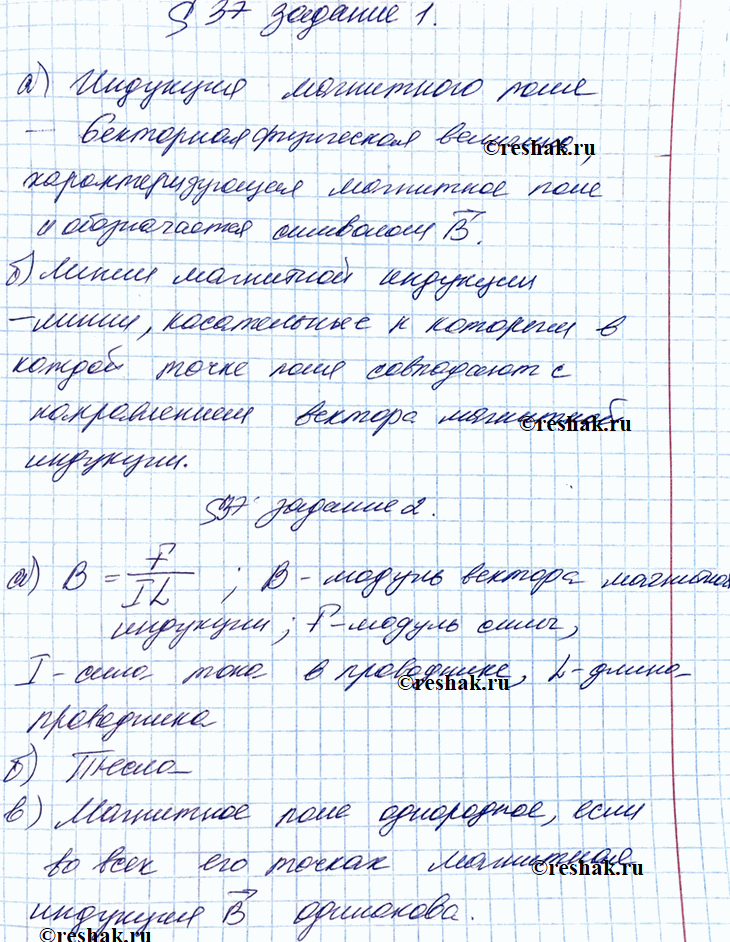 § 37 задание 1.
а) Индукция магнитного поля
- векторная физическая величина,
©reshak.ru
характеризующая магнитное поле
и обозначается символом B⃗.
б) Линии магнитной индукции
- линии, касательные к которым в
каждой точке поля совпадают с
направлением вектора магнитной
©reshak.ru
индукции.
§37 задание 2.
а) B = F/IL ; B - модуль вектора магнитной
индукции; F - модуль силы,
I - сила тока в проводнике, L - длина
©reshak.ru
проводника
б) Тесла
в) Магнитное поле однородное, если
во всех его точках магнитная
©reshak.ru
индукция B⃗ одинакова.
©reshak.ru